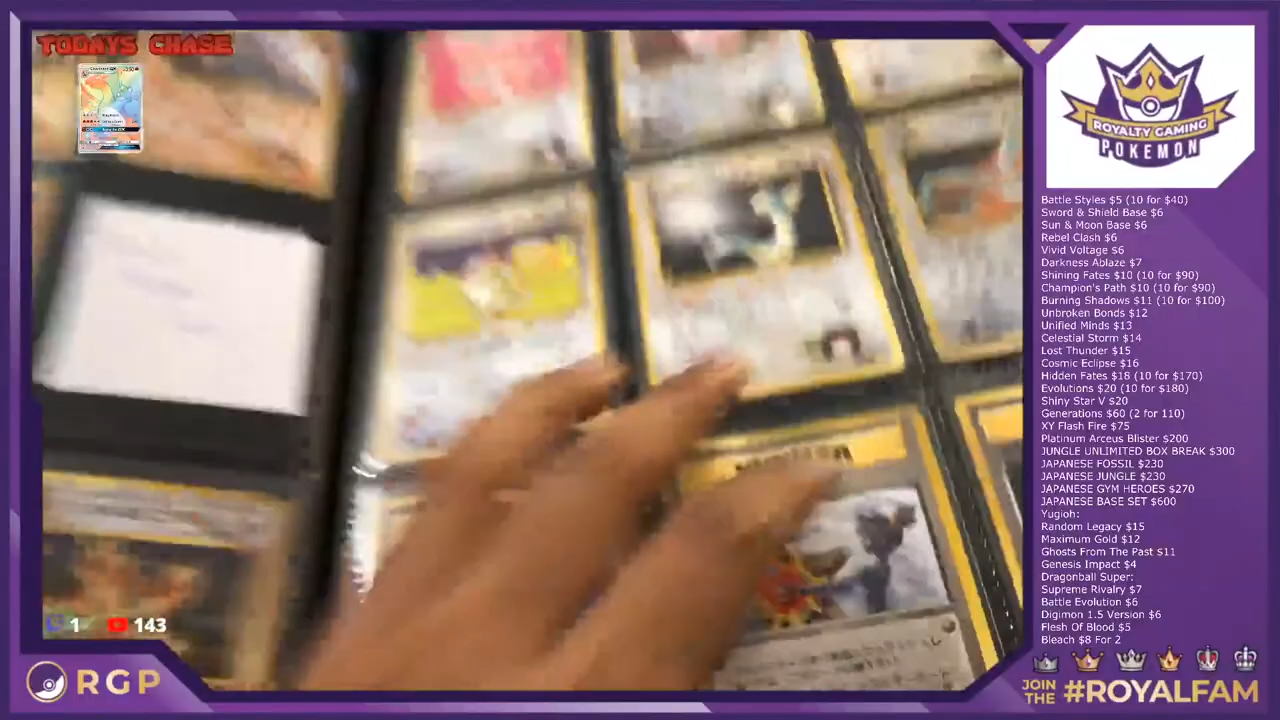 TODAYS CHASE
ROYALTY GAMING
POKEMON
Battle Styles $5 (10 for $40)
Sword & Shield Base $6
Sun & Moon Base $6
Rebel Clash $6
Vivid Voltage $6
Darkness Ablaze $7
Shining Fates $10 (10 for $90)
Champion's Path $10 (10 for $90)
Burning Shadows $11 (10 for $100)
Unbroken Bonds $12
Unified Minds $13
Celestial Storm $14
Lost Thunder $15
Cosmic Eclipse $16
Hidden Fates $18 (10 for $170)
Evolutions $20 (10 for $180)
Shiny Star V $20
Generations $60 (2 for 110)
XY Flash Fire $75
Platinum Arceus Blister $200
JUNGLE UNLIMITED BOX BREAK $300
JAPANESE FOSSIL $230
JAPANESE JUNGLE $230
JAPANESE GYM HEROES $270
JAPANESE BASE SET $600
Yugioh:
Random Legacy $15
Maximum Gold $12
Ghosts From The Past $11
Genesis Impact $4
Dragonball Super:
Supreme Rivalry $7
Battle Evolution $6
Digimon 1.5 Version $6
Flesh Of Blood $5
Bleach $8 For 2
1
143
RGP
JOIN THE #ROYALFAM